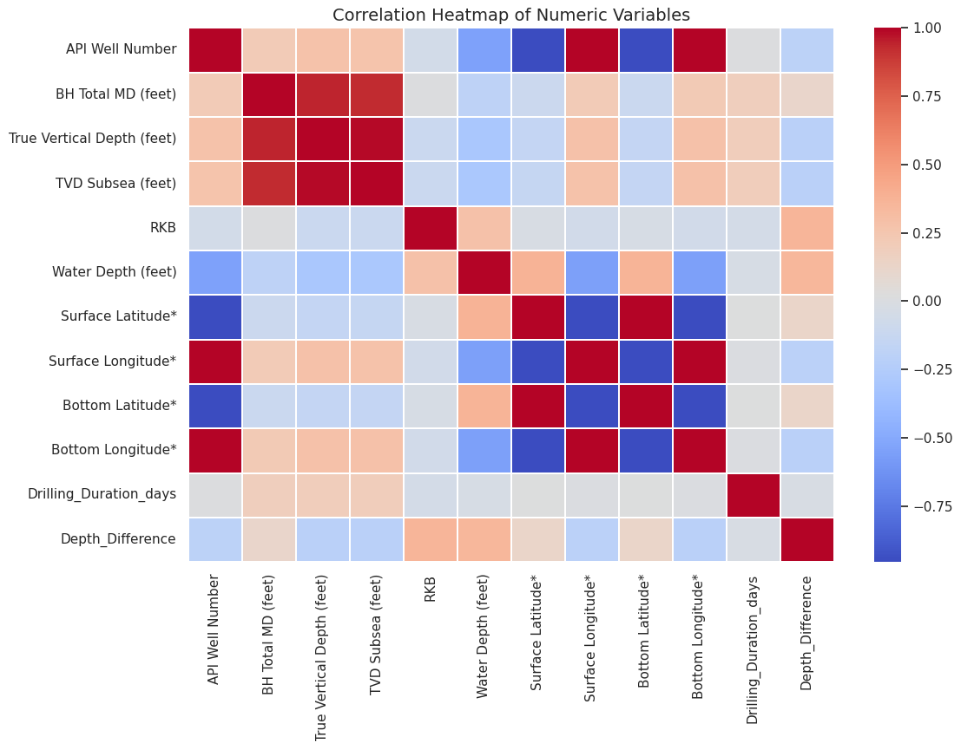 Correlation Heatmap of Numeric Variables
API Well Number
BH Total MD (feet)
True Vertical Depth (feet)
TVD Subsea (feet)
RKB
Water Depth (feet)
Surface Latitude*
Surface Longitude*
Bottom Latitude*
Bottom Longitude*
Drilling_Duration_days
Depth_Difference
API Well Number
BH Total MD (feet)
True Vertical Depth (feet)
TVD Subsea (feet)
RKB
Water Depth (feet)
Surface Latitude*
Surface Longitude*
Bottom Latitude*
Bottom Longitude*
Drilling_Duration_days
Depth_Difference
1.00
0.75
0.50
0.25
0.00
−0.25
−0.50
−0.75